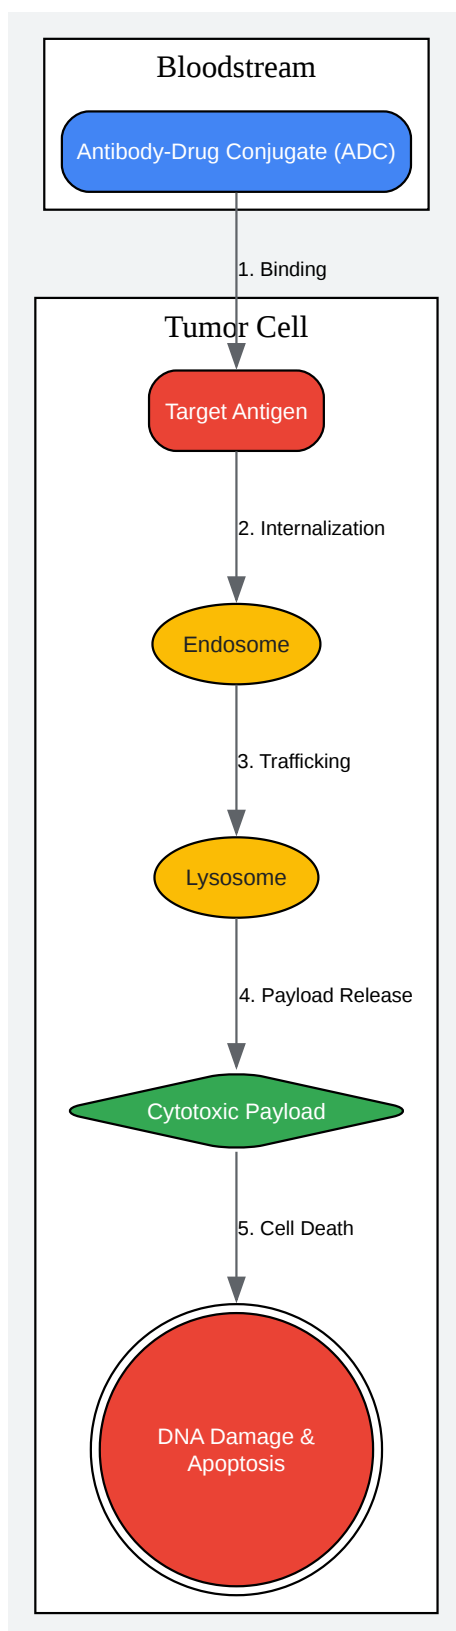 Bloodstream
Antibody-Drug Conjugate (ADC)
1. Binding
Tumor Cell
Target Antigen
2. Internalization
Endosome
3. Trafficking
Lysosome
4. Payload Release
Cytotoxic Payload
5. Cell Death
DNA Damage &
Apoptosis